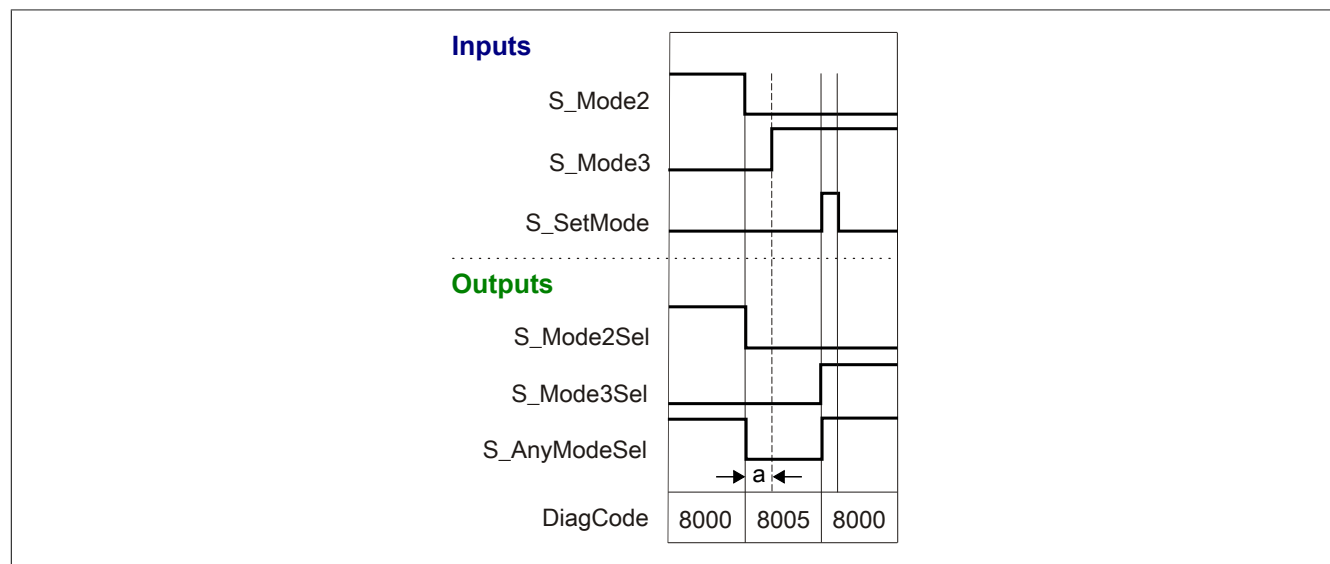 Inputs
S_Mode2
S_Mode3
S_SetMode
Outputs
S_Mode2Sel
S_Mode3Sel
S_AnyModeSel
a
DiagCode 8000 8005 8000